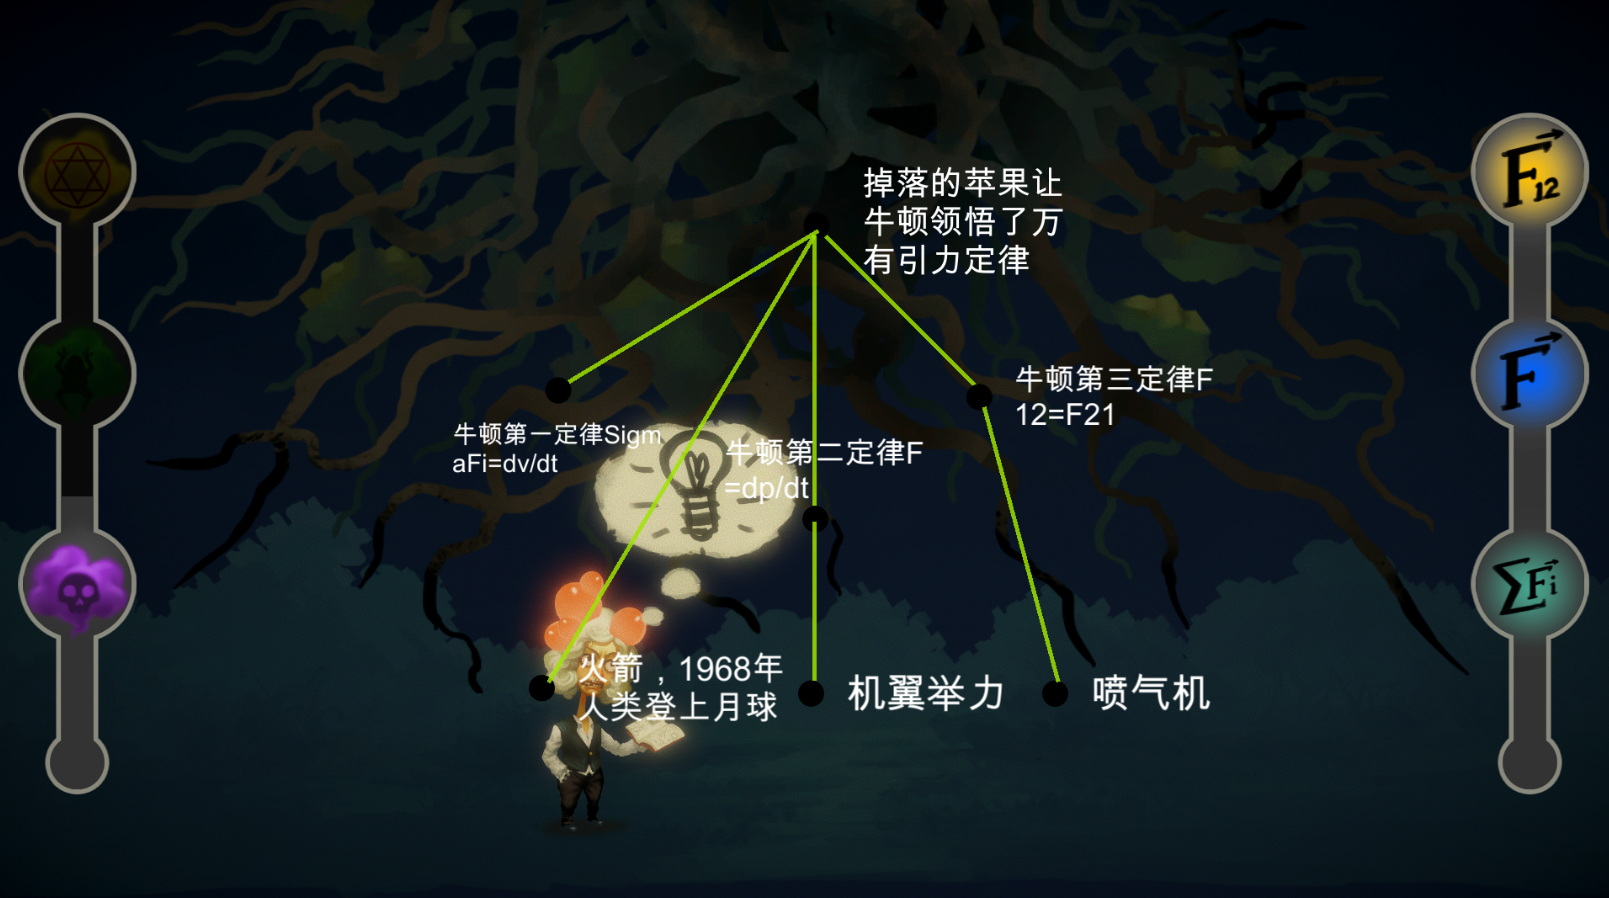 掉落的苹果让
牛顿领悟了万
有引力定律
牛顿第三定律F
12=F21
牛顿第一定律Sigm
aFi=dv/dt
牛顿第二定律F
=dp/dt
火箭，1968年
人类登上月球
机翼举力
喷气机
F12
F
ΣFi